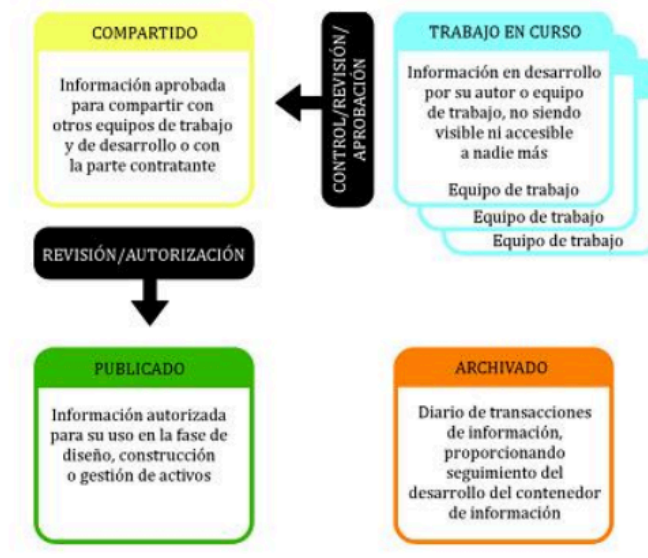 COMPARTIDO
Información aprobada
para compartir con
otros equipos de trabajo
y de desarrollo o con
la parte contratante
CONTROL/REVISIÓN/
APROBACIÓN
TRABAJO EN CURSO
Información en desarrollo
por su autor o equipo
de trabajo, no siendo
visible ni accesible
a nadie más
Equipo de trabajo
Equipo de trabajo
Equipo de trabajo
REVISIÓN/AUTORIZACIÓN
PUBLICADO
Información autorizada
para su uso en la fase de
diseño, construcción
o gestión de activos
ARCHIVADO
Diario de transacciones
de información,
proporcionando
seguimiento del
desarrollo del contenedor
de información